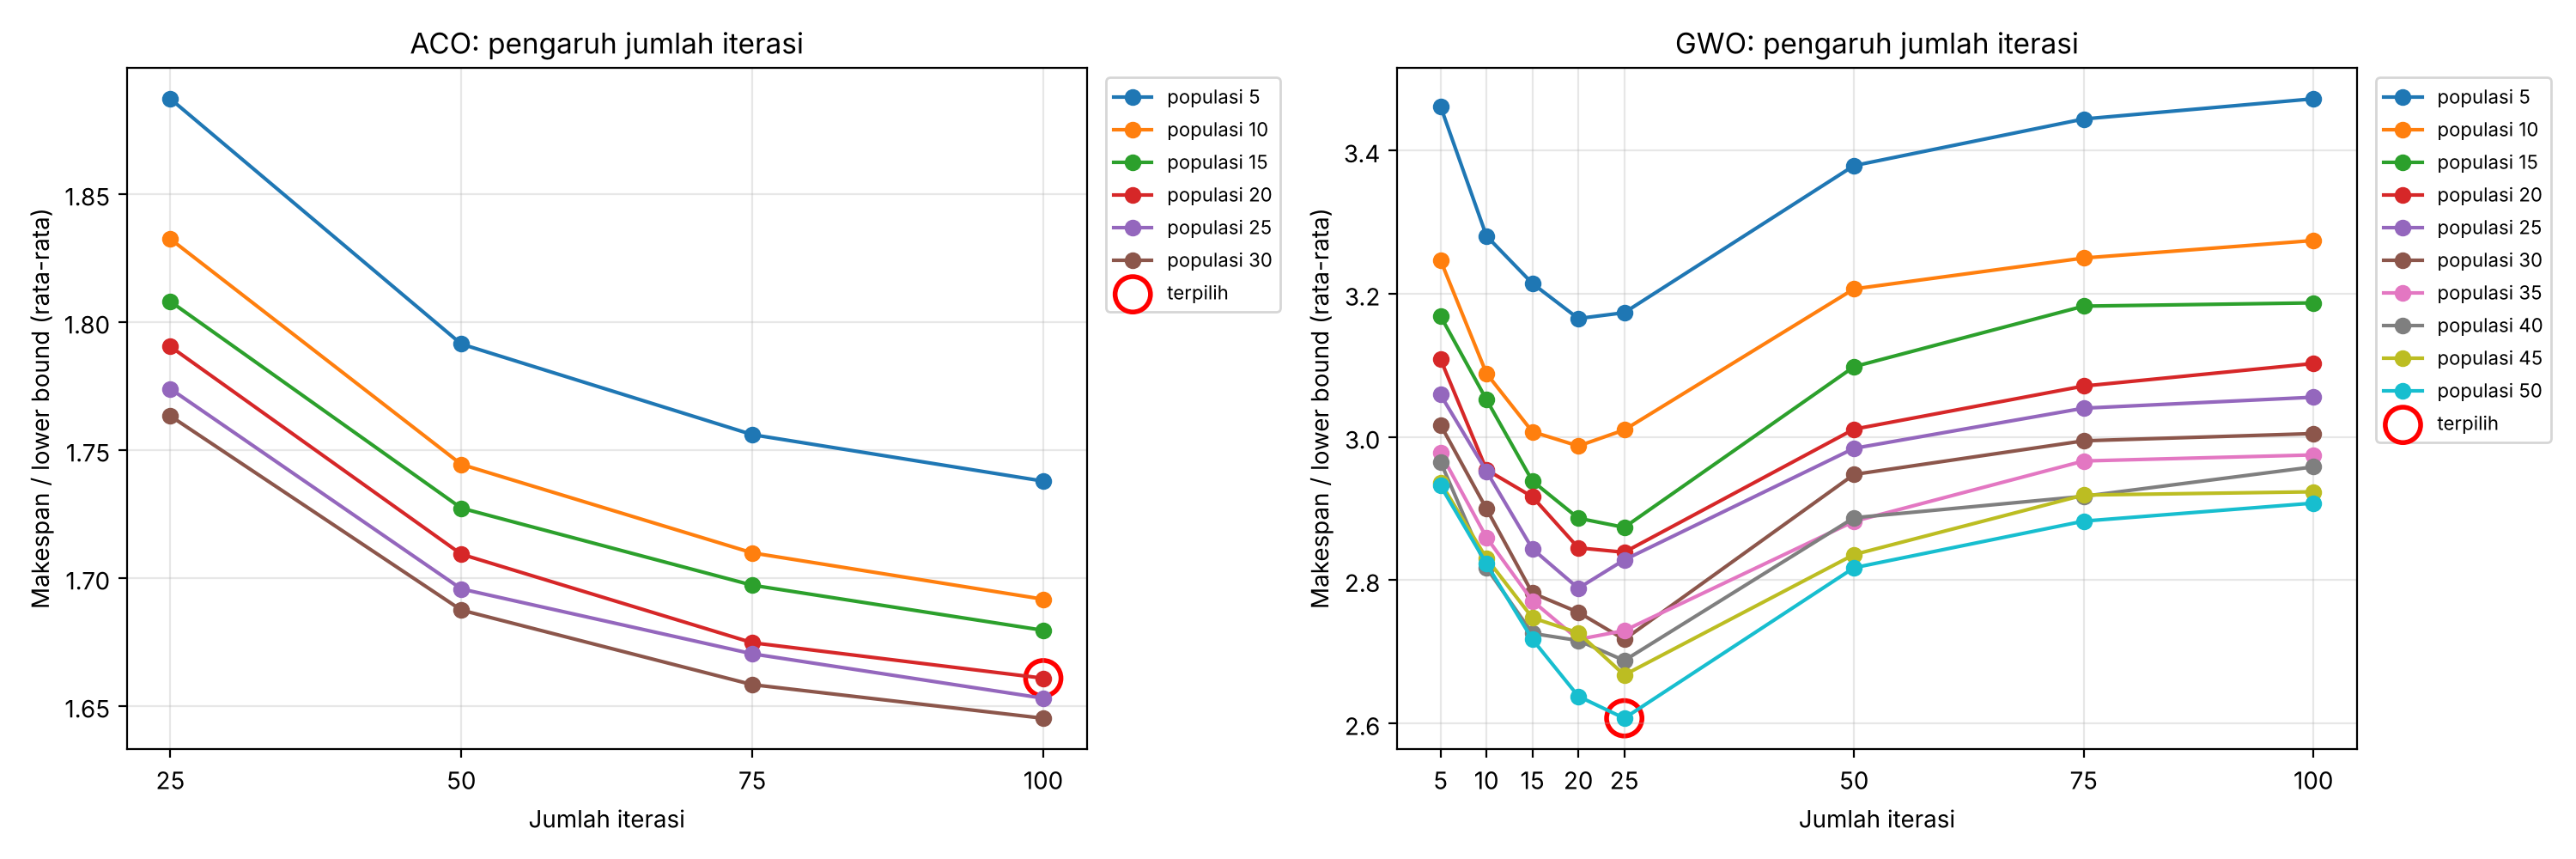 ACO: pengaruh jumlah iterasi
Makespan / lower bound (rata-rata)
1.85
1.80
1.75
1.70
1.65
25 50 75 100
Jumlah iterasi
populasi 5
populasi 10
populasi 15
populasi 20
populasi 25
populasi 30
terpilih
GWO: pengaruh jumlah iterasi
Makespan / lower bound (rata-rata)
3.4
3.2
3.0
2.8
2.6
5 10 15 20 25 50 75 100
Jumlah iterasi
populasi 5
populasi 10
populasi 15
populasi 20
populasi 25
populasi 30
populasi 35
populasi 40
populasi 45
populasi 50
terpilih